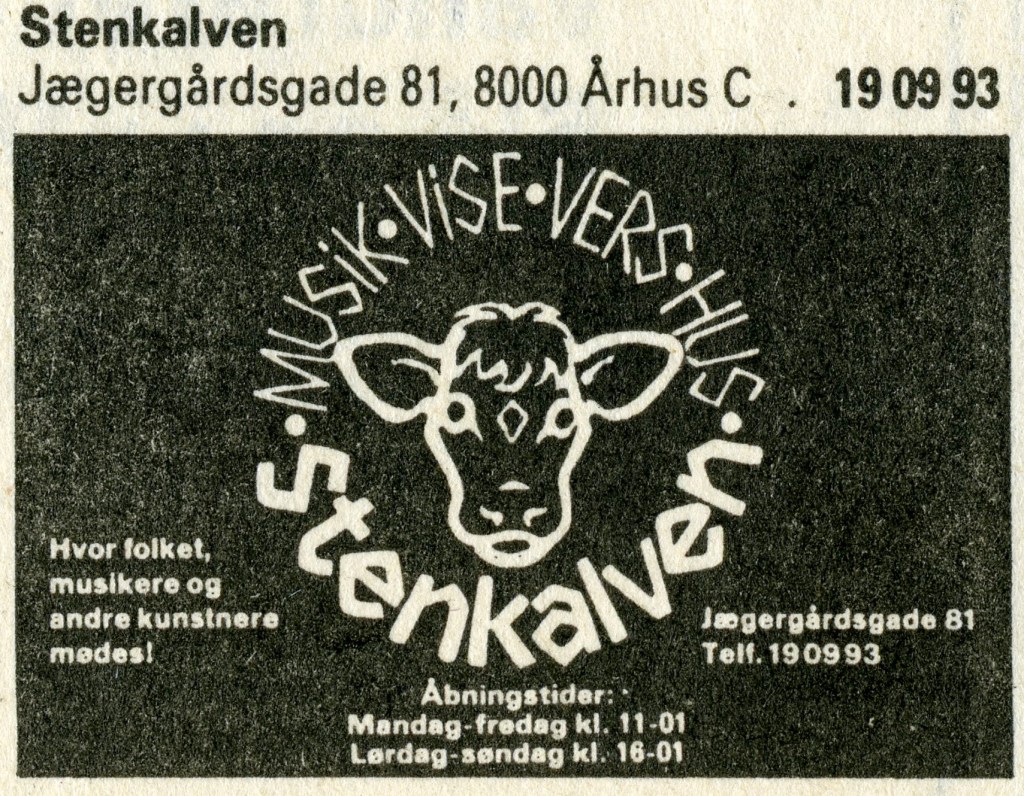 Stenkalven
Jægergårdsgade 81, 8000 Århus C . 19 09 93
• MUSIK • VISE • VERS • HUS •
Stenkalven
Hvor folket,
musikere og
andre kunstnere
mødes!
Jægergårdsgade 81
Telf. 190993
Åbningstider:
Mandag-fredag kl. 11-01
Lørdag-søndag kl. 16-01